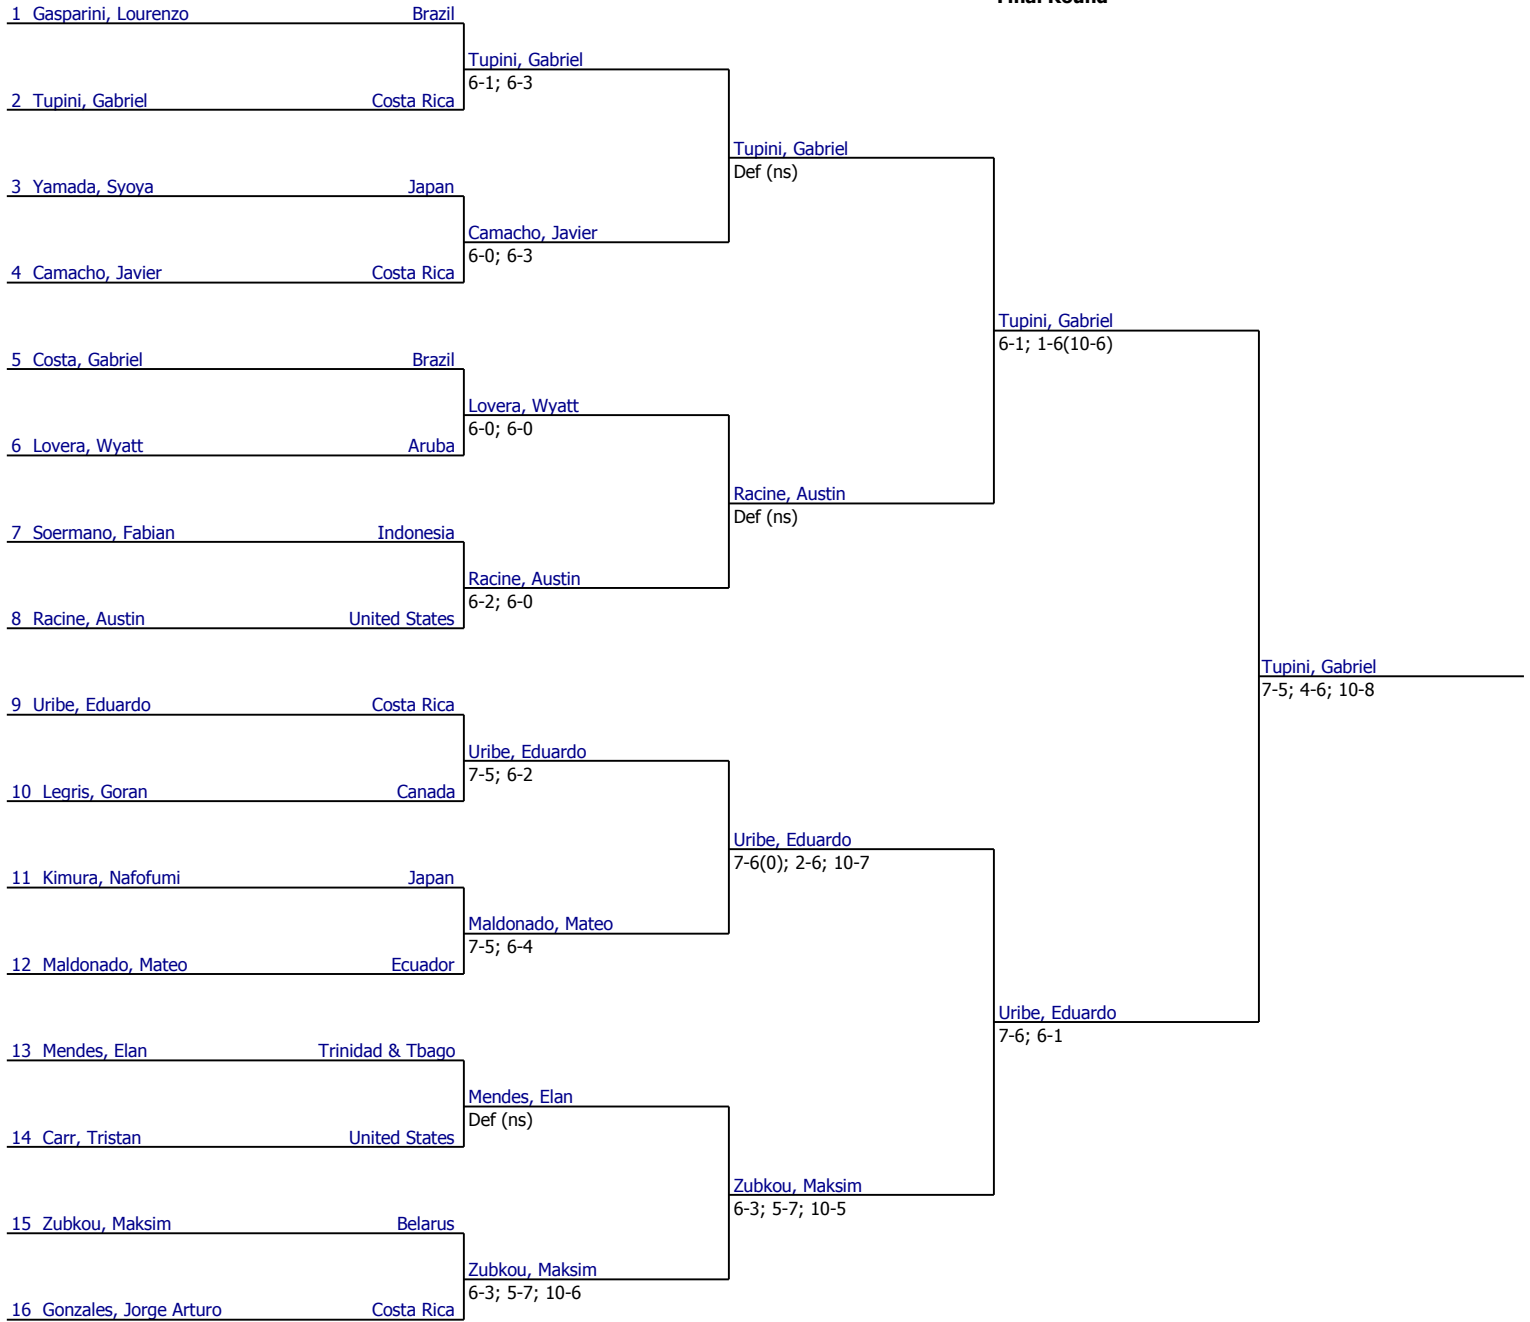 Final Round
1 Gasparini, Lourenzo Brazil
Tupini, Gabriel
6-1; 6-3
2 Tupini, Gabriel Costa Rica
Tupini, Gabriel
Def (ns)
3 Yamada, Syoya Japan
Camacho, Javier
6-0; 6-3
4 Camacho, Javier Costa Rica
Tupini, Gabriel
6-1; 1-6(10-6)
5 Costa, Gabriel Brazil
Lovera, Wyatt
6-0; 6-0
6 Lovera, Wyatt Aruba
Racine, Austin
Def (ns)
7 Soermano, Fabian Indonesia
Racine, Austin
6-2; 6-0
8 Racine, Austin United States
Tupini, Gabriel
7-5; 4-6; 10-8
9 Uribe, Eduardo Costa Rica
Uribe, Eduardo
7-5; 6-2
10 Legris, Goran Canada
Uribe, Eduardo
7-6(0); 2-6; 10-7
11 Kimura, Nafofumi Japan
Maldonado, Mateo
7-5; 6-4
12 Maldonado, Mateo Ecuador
Uribe, Eduardo
7-6; 6-1
13 Mendes, Elan Trinidad & Tbago
Mendes, Elan
Def (ns)
14 Carr, Tristan United States
Zubkou, Maksim
6-3; 5-7; 10-5
15 Zubkou, Maksim Belarus
Zubkou, Maksim
6-3; 5-7; 10-6
16 Gonzales, Jorge Arturo Costa Rica